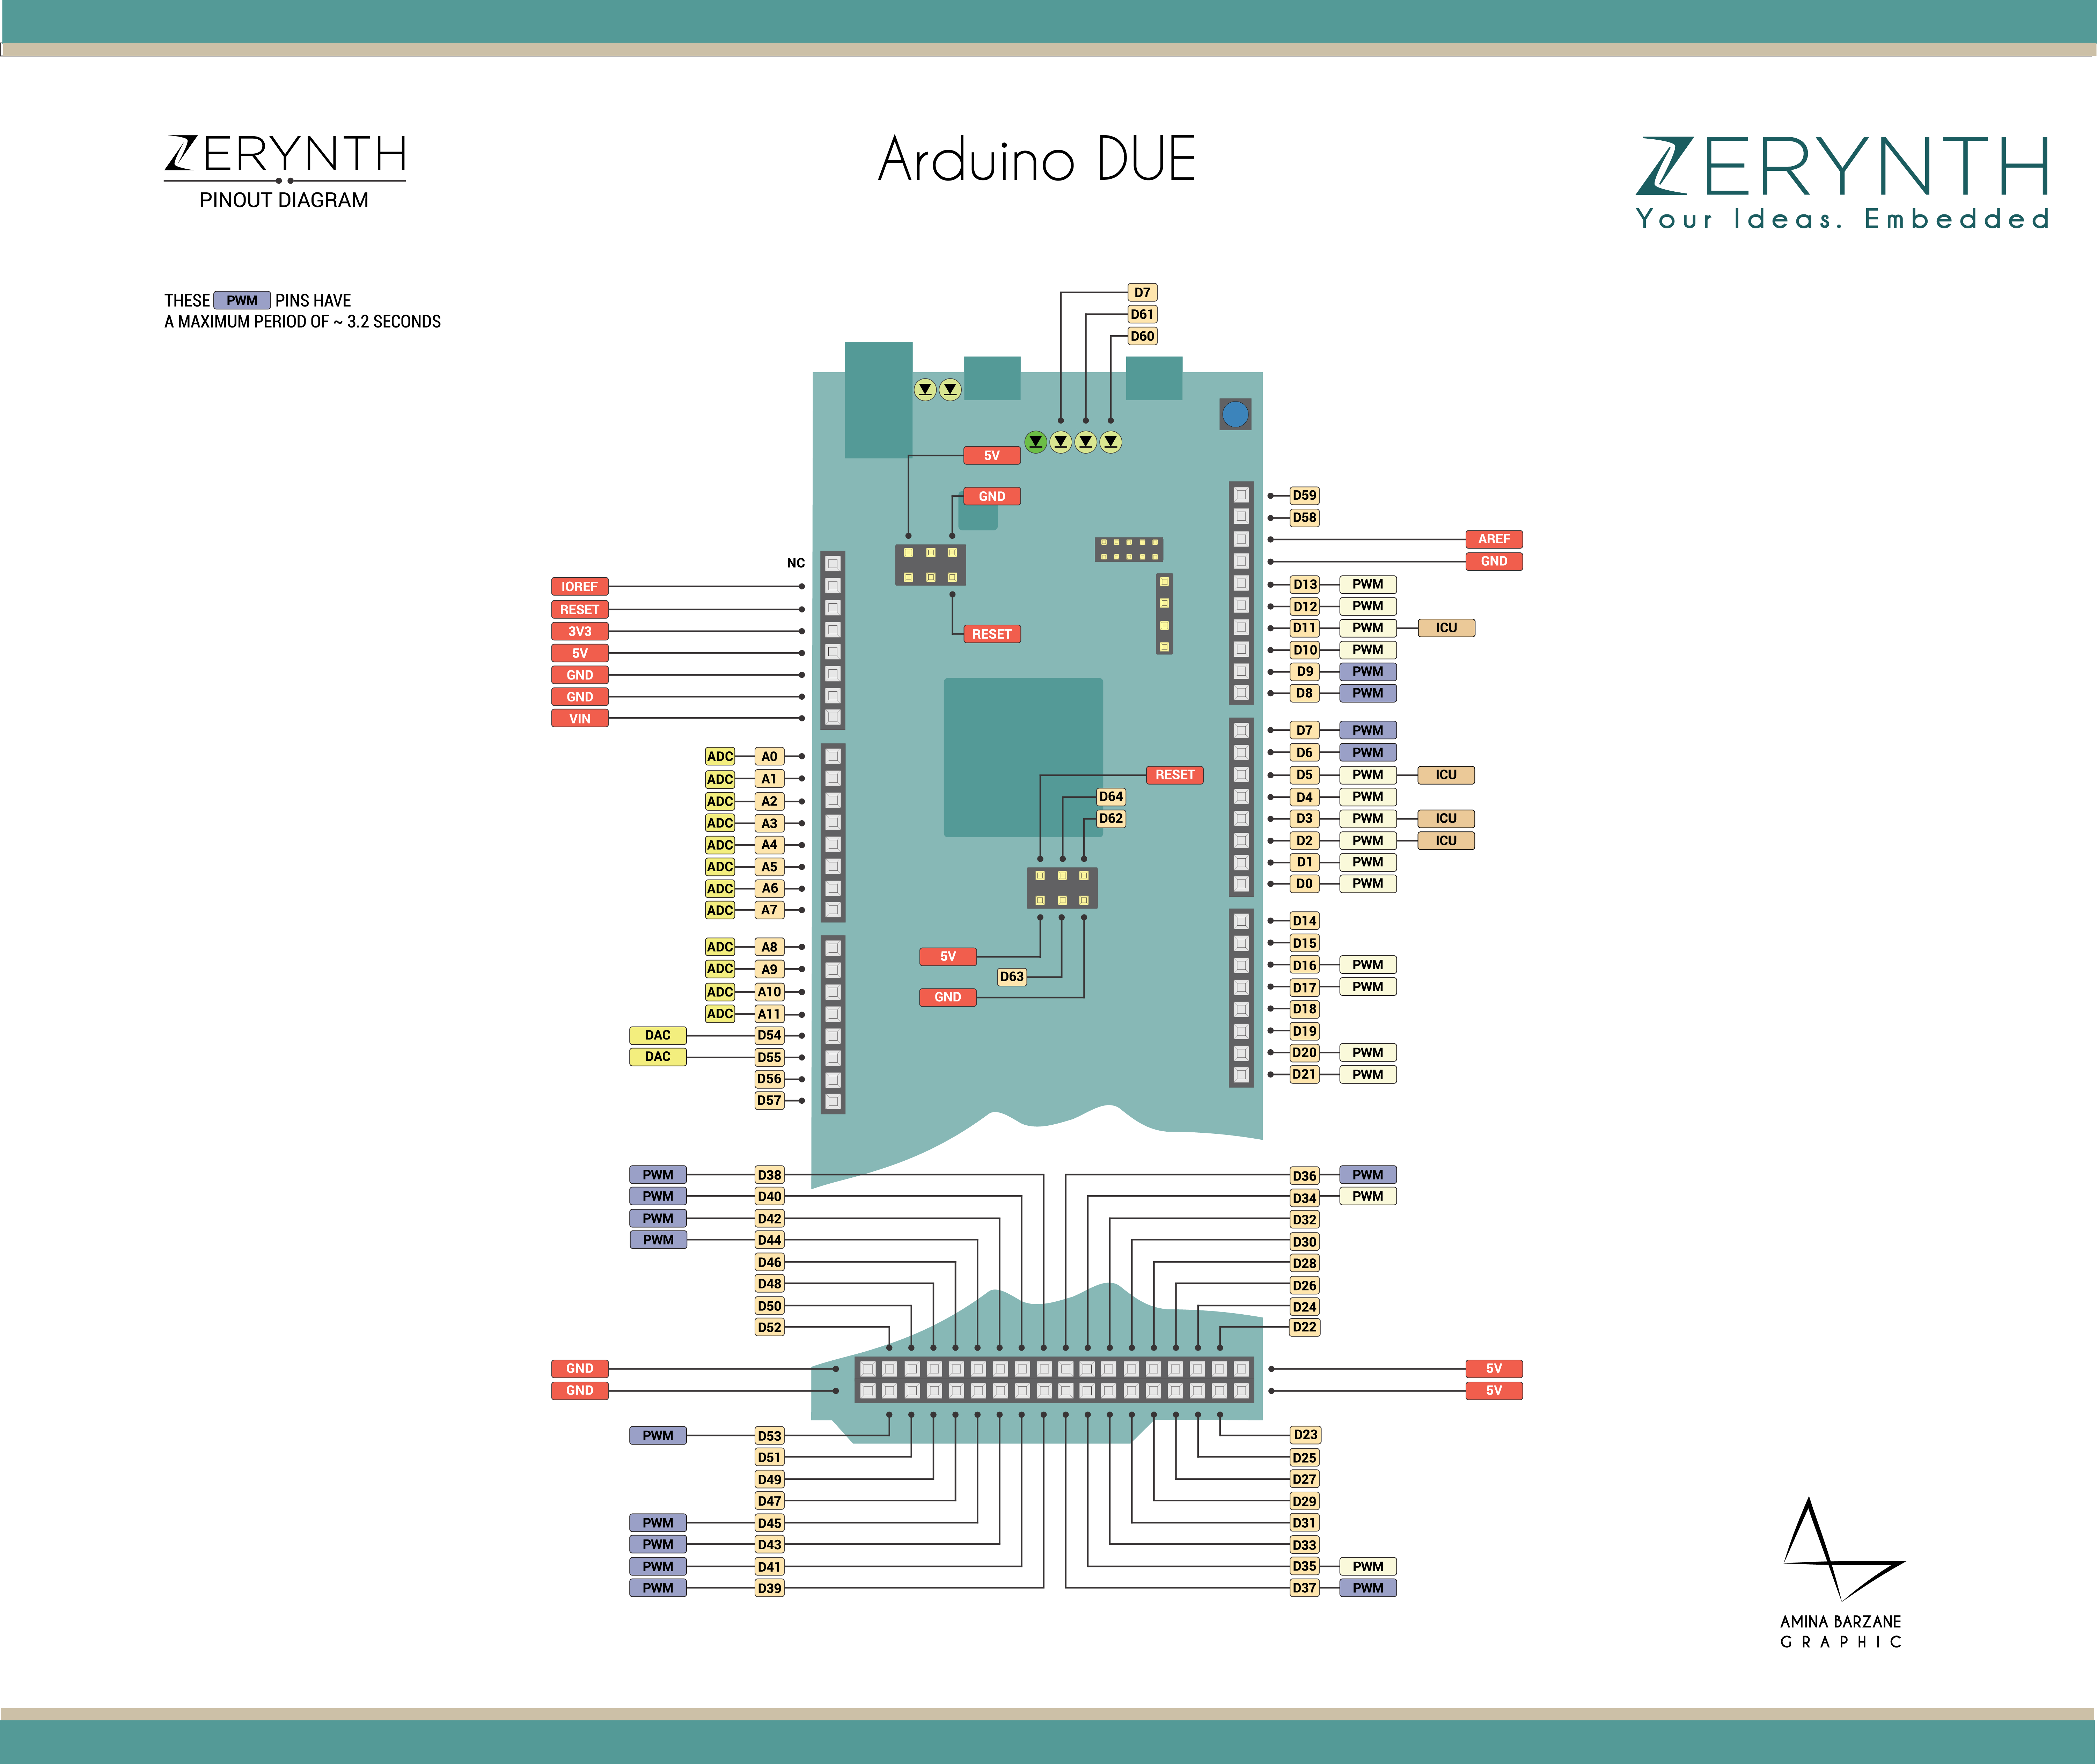 ZERYNTH
PINOUT DIAGRAM
Arduino DUE
ZERYNTH
Your Ideas. Embedded
THESE PWM PINS HAVE
A MAXIMUM PERIOD OF ~ 3.2 SECONDS
D7
D61
D60
5V
GND
RESET
NC
IOREF
RESET
3V3
5V
GND
GND
VIN
ADC A0
ADC A1
ADC A2
ADC A3
ADC A4
ADC A5
ADC A6
ADC A7
ADC A8
ADC A9
ADC A10
ADC A11
DAC D54
DAC D55
D56
D57
RESET
D64
D62
5V
D63
GND
D59
D58
AREF
GND
D13 PWM
D12 PWM
D11 PWM ICU
D10 PWM
D9 PWM
D8 PWM
D7 PWM
D6 PWM
D5 PWM ICU
D4 PWM
D3 PWM ICU
D2 PWM ICU
D1 PWM
D0 PWM
D14
D15
D16 PWM
D17 PWM
D18
D19
D20 PWM
D21 PWM
PWM D38
PWM D40
PWM D42
PWM D44
D46
D48
D50
D52
D36 PWM
D34 PWM
D32
D30
D28
D26
D24
D22
GND
GND
5V
5V
PWM D53
D51
D49
D47
PWM D45
PWM D43
PWM D41
PWM D39
D23
D25
D27
D29
D31
D33
D35 PWM
D37 PWM
AMINA BARZANE
GRAPHIC